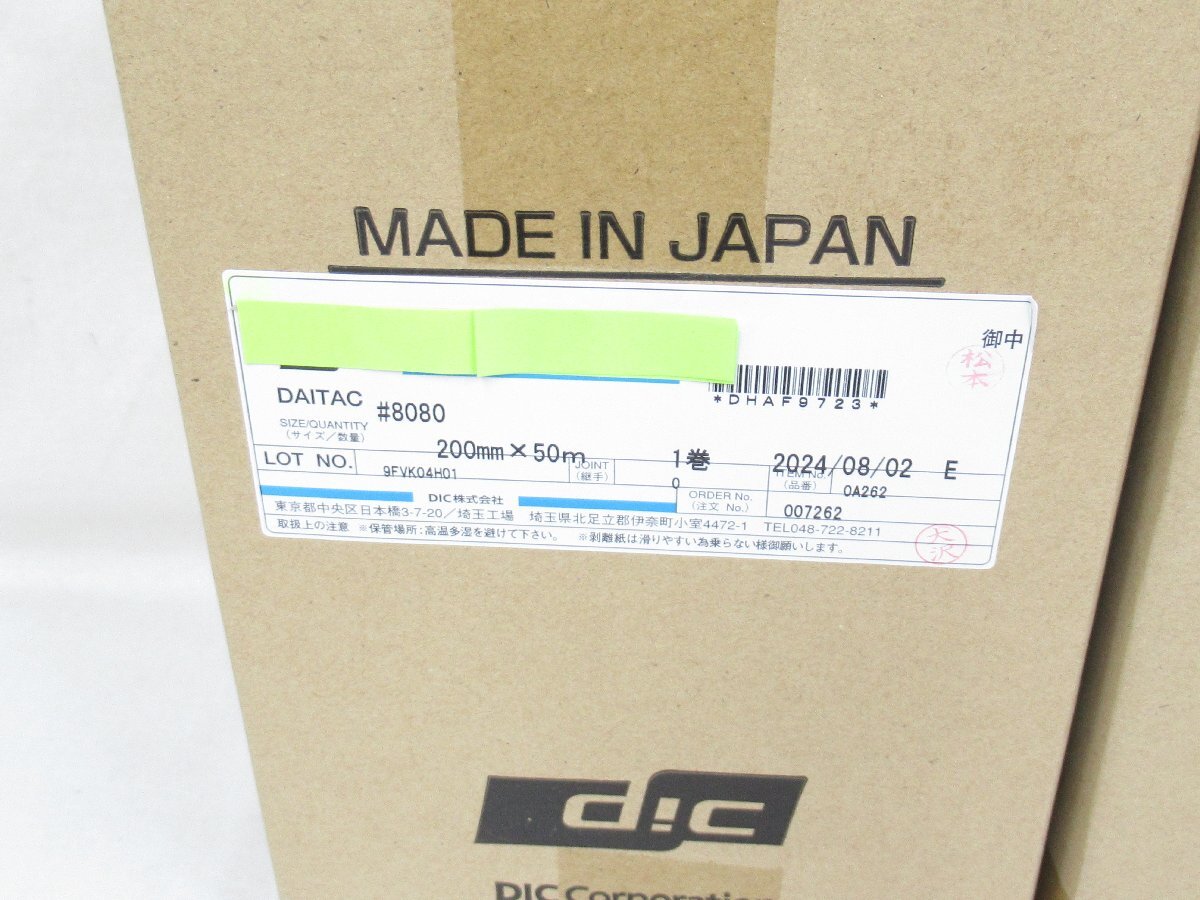 MADE IN JAPAN
御中
松本
*DHAF9723*
DAITAC #8080
SIZE/QUANTITY
(サイズ/数量)
200mm×50m 1巻 2024/08/02 E
LOT NO. 9FVK04H01 JOINT (継手) 0 ITEM No. (品番) 0A262
DIC株式会社 ORDER No. (注文 No.) 007262
東京都中央区日本橋3-7-20/埼玉工場 埼玉県北足立郡伊奈町小室4472-1 TEL048-722-8211
取扱上の注意 ※保管場所:高温多湿を避けて下さい。 ※剥離紙は滑りやすい為乗らない様御願いします。
大沢
dic
DIC Corporation